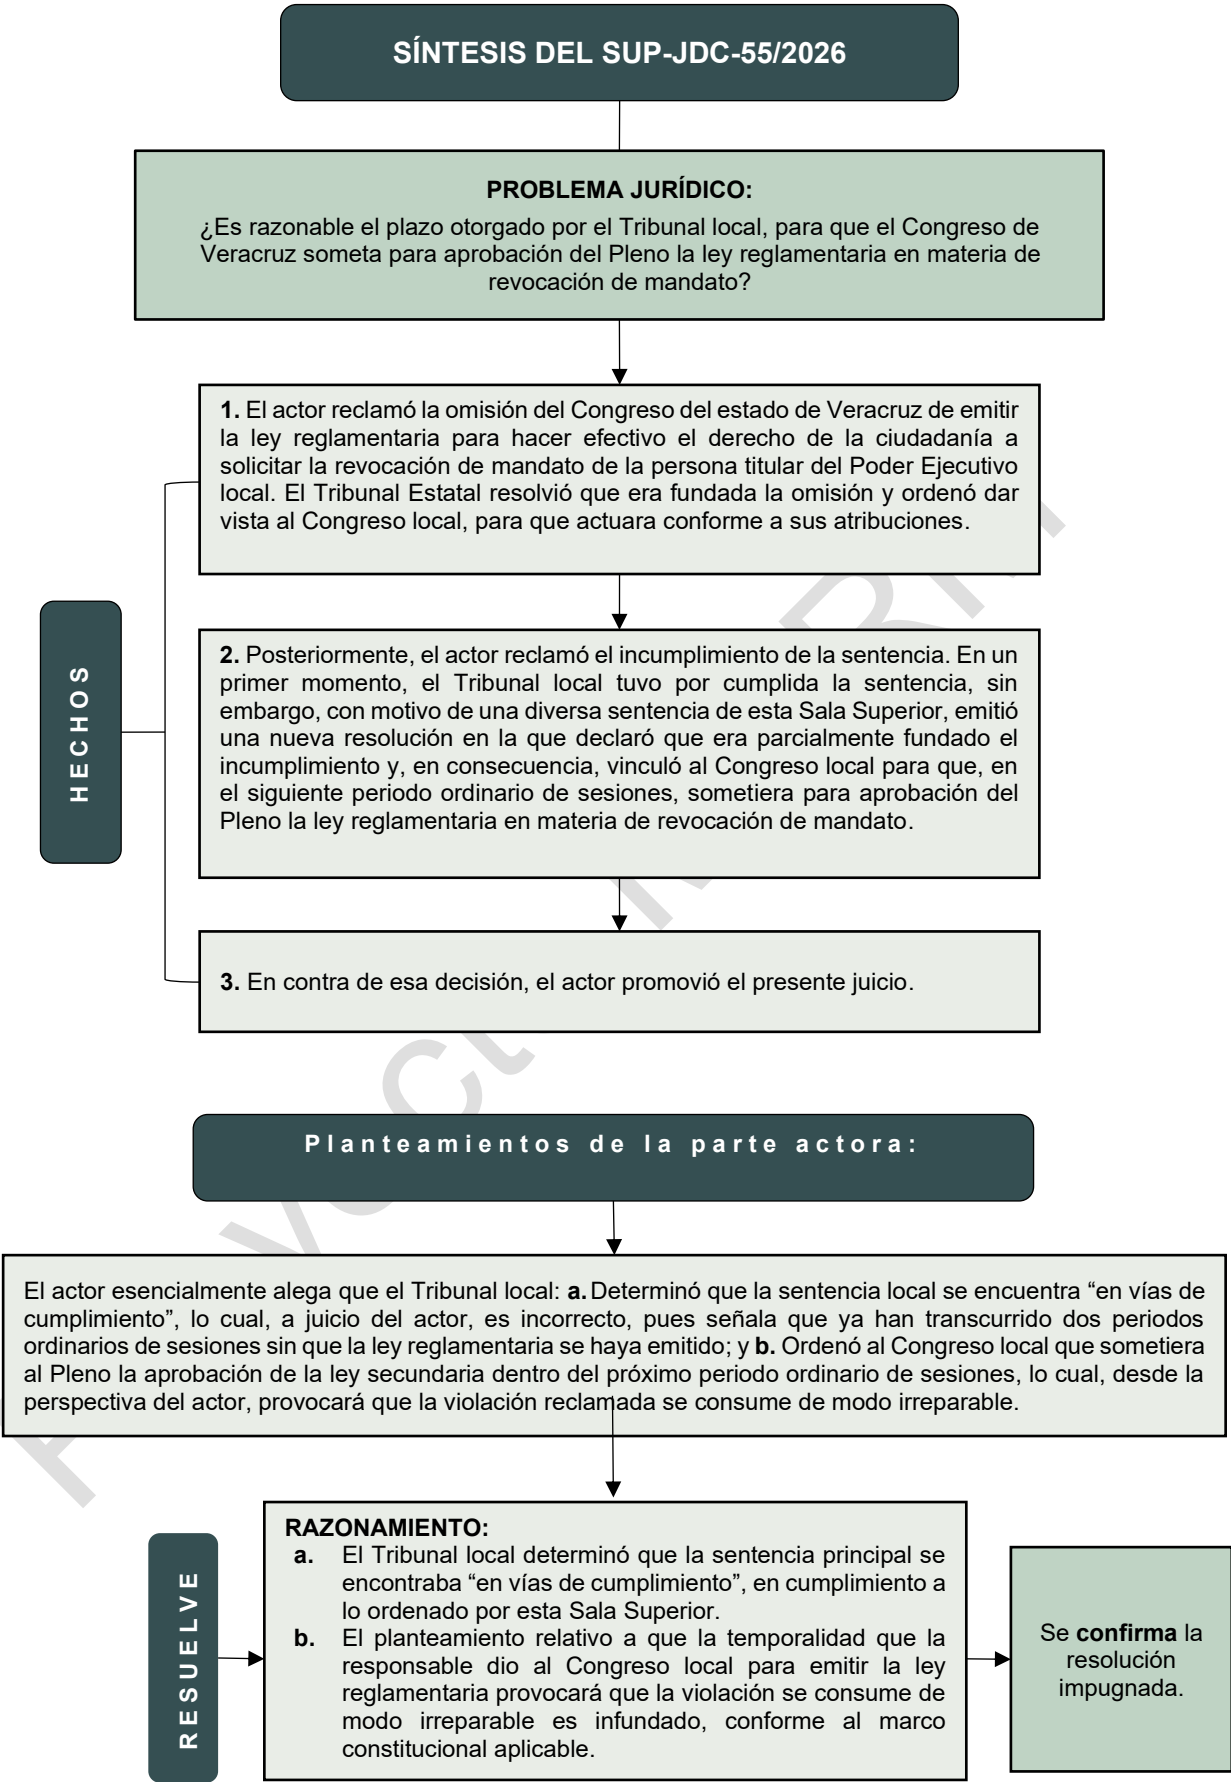 SÍNTESIS DEL SUP-JDC-55/2026
PROBLEMA JURÍDICO:
¿Es razonable el plazo otorgado por el Tribunal local, para que el Congreso de
Veracruz someta para aprobación del Pleno la ley reglamentaria en materia de
revocación de mandato?
HECHOS
1. El actor reclamó la omisión del Congreso del estado de Veracruz de emitir
la ley reglamentaria para hacer efectivo el derecho de la ciudadanía a
solicitar la revocación de mandato de la persona titular del Poder Ejecutivo
local. El Tribunal Estatal resolvió que era fundada la omisión y ordenó dar
vista al Congreso local, para que actuara conforme a sus atribuciones.
2. Posteriormente, el actor reclamó el incumplimiento de la sentencia. En un
primer momento, el Tribunal local tuvo por cumplida la sentencia, sin
embargo, con motivo de una diversa sentencia de esta Sala Superior, emitió
una nueva resolución en la que declaró que era parcialmente fundado el
incumplimiento y, en consecuencia, vinculó al Congreso local para que, en
el siguiente periodo ordinario de sesiones, sometiera para aprobación del
Pleno la ley reglamentaria en materia de revocación de mandato.
3. En contra de esa decisión, el actor promovió el presente juicio.
Planteamientos de la parte actora:
El actor esencialmente alega que el Tribunal local: a. Determinó que la sentencia local se encuentra “en vías de
cumplimiento”, lo cual, a juicio del actor, es incorrecto, pues señala que ya han transcurrido dos periodos
ordinarios de sesiones sin que la ley reglamentaria se haya emitido; y b. Ordenó al Congreso local que sometiera
al Pleno la aprobación de la ley secundaria dentro del próximo periodo ordinario de sesiones, lo cual, desde la
perspectiva del actor, provocará que la violación reclamada se consume de modo irreparable.
RESUELVE
RAZONAMIENTO:
a. El Tribunal local determinó que la sentencia principal se
encontraba “en vías de cumplimiento”, en cumplimiento a
lo ordenado por esta Sala Superior.
b. El planteamiento relativo a que la temporalidad que la
responsable dio al Congreso local para emitir la ley
reglamentaria provocará que la violación se consume de
modo irreparable es infundado, conforme al marco
constitucional aplicable.
Se confirma la
resolución
impugnada.